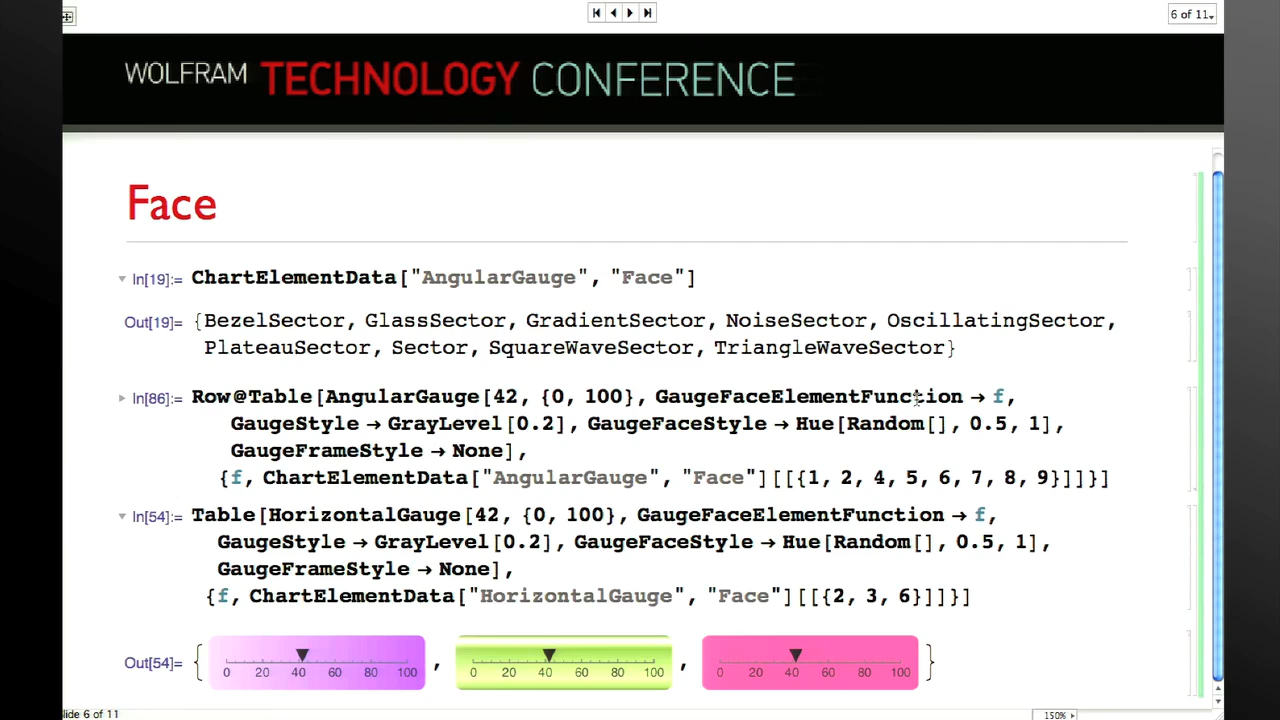 6 of 11
WOLFRAM TECHNOLOGY CONFERENCE
Face
In[19]:= ChartElementData["AngularGauge", "Face"]
Out[19]= {BezelSector, GlassSector, GradientSector, NoiseSector, OscillatingSector,
PlateauSector, Sector, SquareWaveSector, TriangleWaveSector}
In[86]:= Row@Table[AngularGauge[42, {0, 100}, GaugeFaceElementFunction → f,
GaugeStyle → GrayLevel[0.2], GaugeFaceStyle → Hue[Random[], 0.5, 1],
GaugeFrameStyle → None],
{f, ChartElementData["AngularGauge", "Face"][[{1, 2, 4, 5, 6, 7, 8, 9}]]}]
In[54]:= Table[HorizontalGauge[42, {0, 100}, GaugeFaceElementFunction → f,
GaugeStyle → GrayLevel[0.2], GaugeFaceStyle → Hue[Random[], 0.5, 1],
GaugeFrameStyle → None],
{f, ChartElementData["HorizontalGauge", "Face"][[{2, 3, 6}]]}]
Out[54]= { 0 20 40 60 80 100 , 0 20 40 60 80 100 , 0 20 40 60 80 100 }
lide 6 of 11
150%